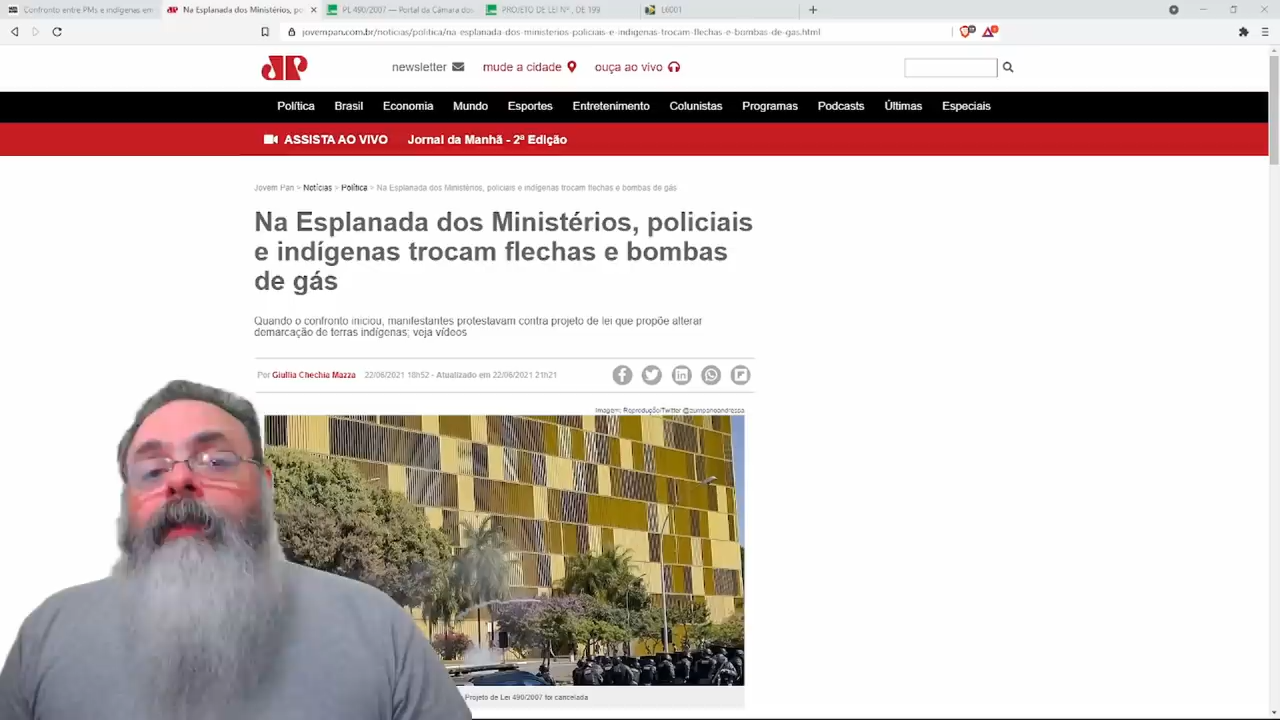 Confronto entre PMs e indígenas em
Na Esplanada dos Ministérios, po
PL 490/2007 — Portal da Câmara dos
PROJETO DE LEI Nº , DE 199
L6001
jovempan.com.br/noticias/politica/na-esplanada-dos-ministerios-policiais-e-indigenas-trocam-flechas-e-bombas-de-gas.html
JP
newsletter
mude a cidade
ouça ao vivo
Política Brasil Economia Mundo Esportes Entretenimento Colunistas Programas Podcasts Últimas Especiais
ASSISTA AO VIVO Jornal da Manhã - 2ª Edição
Jovem Pan > Notícias > Política > Na Esplanada dos Ministérios, policiais e indígenas trocam flechas e bombas de gás
Na Esplanada dos Ministérios, policiais
e indígenas trocam flechas e bombas
de gás
Quando o confronto iniciou, manifestantes protestavam contra projeto de lei que propõe alterar
demarcação de terras indígenas; veja vídeos
Por Giullia Chechia Mazza 22/06/2021 18h52 - Atualizado em 22/06/2021 21h21
Imagem: Reprodução/Twitter @zumpanoandressa
Projeto de Lei 490/2007 foi cancelada